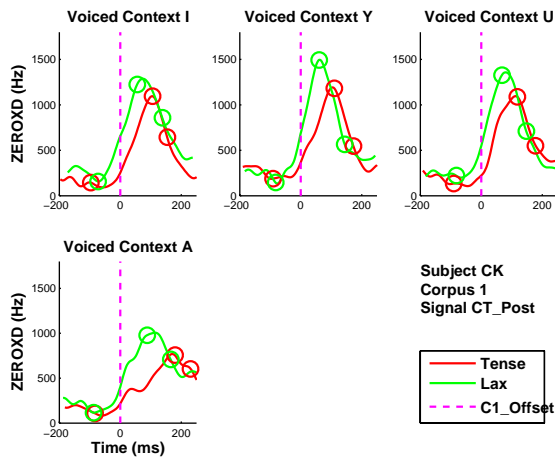 Voiced Context I
Voiced Context Y
Voiced Context U
ZEROXD (Hz)
1500
1000
500
0
-200
0
200
1500
1000
500
0
-200
0
200
1500
1000
500
0
-200
0
200
Voiced Context A
ZEROXD (Hz)
1500
1000
500
0
-200
0
200
Time (ms)
Subject CK
Corpus 1
Signal CT_Post
Tense
Lax
C1_Offset